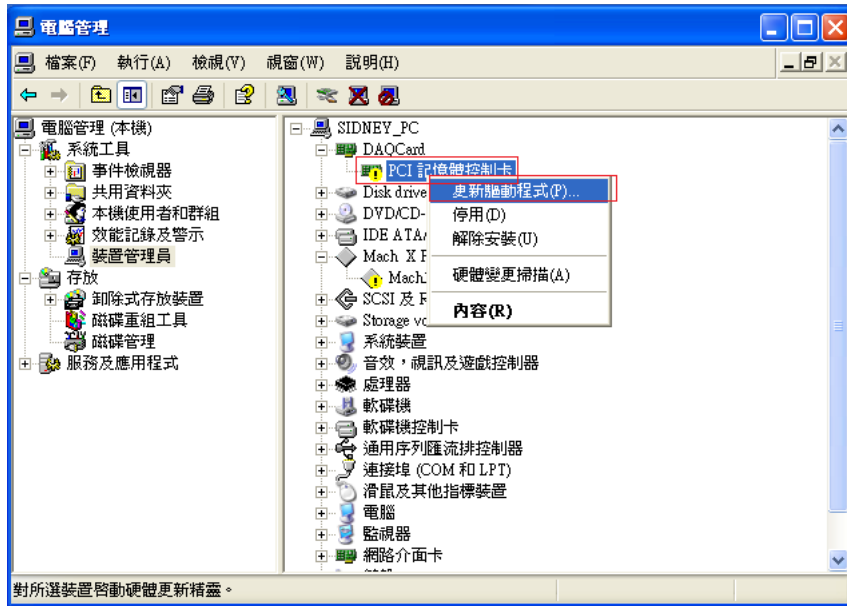 電腦管理
檔案(F) 執行(A) 檢視(V) 視窗(W) 說明(H)
電腦管理 (本機)
系統工具
事件檢視器
共用資料夾
本機使用者和群組
效能記錄及警示
裝置管理員
存放
卸除式存放裝置
磁碟重組工具
磁碟管理
服務及應用程式
SIDNEY_PC
DAQCard
PCI 記憶體控制卡
Disk drive
DVD/CD-
IDE ATA/
Mach X
Mach
SCSI 及
Storage
系統裝置
音效,視訊及遊戲控制器
處理器
軟碟機
軟碟機控制卡
通用序列匯流排控制器
連接埠 (COM 和 LPT)
滑鼠及其他指標裝置
電腦
監視器
網路介面卡
更新驅動程式(P)...
停用(D)
解除安裝(U)
硬體變更掃描(A)
內容(R)
對所選裝置啓動硬體更新精靈。